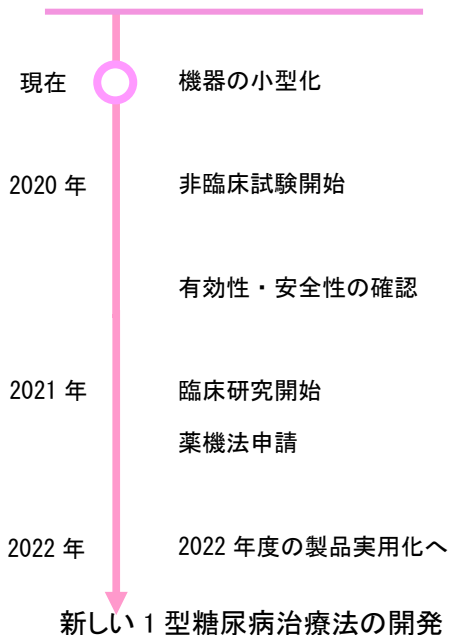 現在 機器の小型化
2020 年 非臨床試験開始
有効性・安全性の確認
2021 年 臨床研究開始
薬機法申請
2022 年 2022 年度の製品実用化へ
新しい 1 型糖尿病治療法の開発